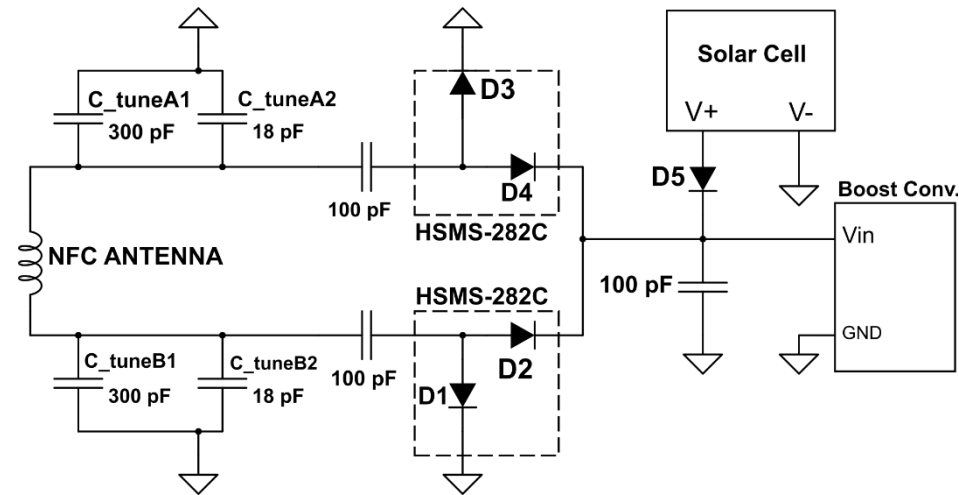 C_tuneA1
300 pF
C_tuneA2
18 pF
D3
D4
100 pF
HSMS-282C
Solar Cell
V+
V-
D5
Boost Conv.
Vin
GND
100 pF
NFC ANTENNA
HSMS-282C
C_tuneB1
300 pF
C_tuneB2
18 pF
100 pF
D2
D1